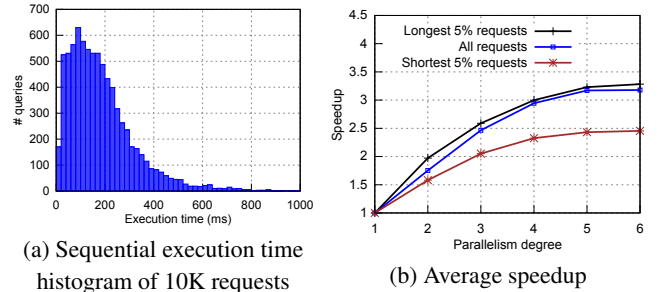 700
600
500
400
300
200
100
0
# queries
0 200 400 600 800 1000
Execution time (ms)
(a) Sequential execution time
histogram of 10K requests
4.5
4
3.5
3
2.5
2
1.5
1
Speedup
Longest 5% requests
All requests
Shortest 5% requests
1 2 3 4 5 6
Parallelism degree
(b) Average speedup